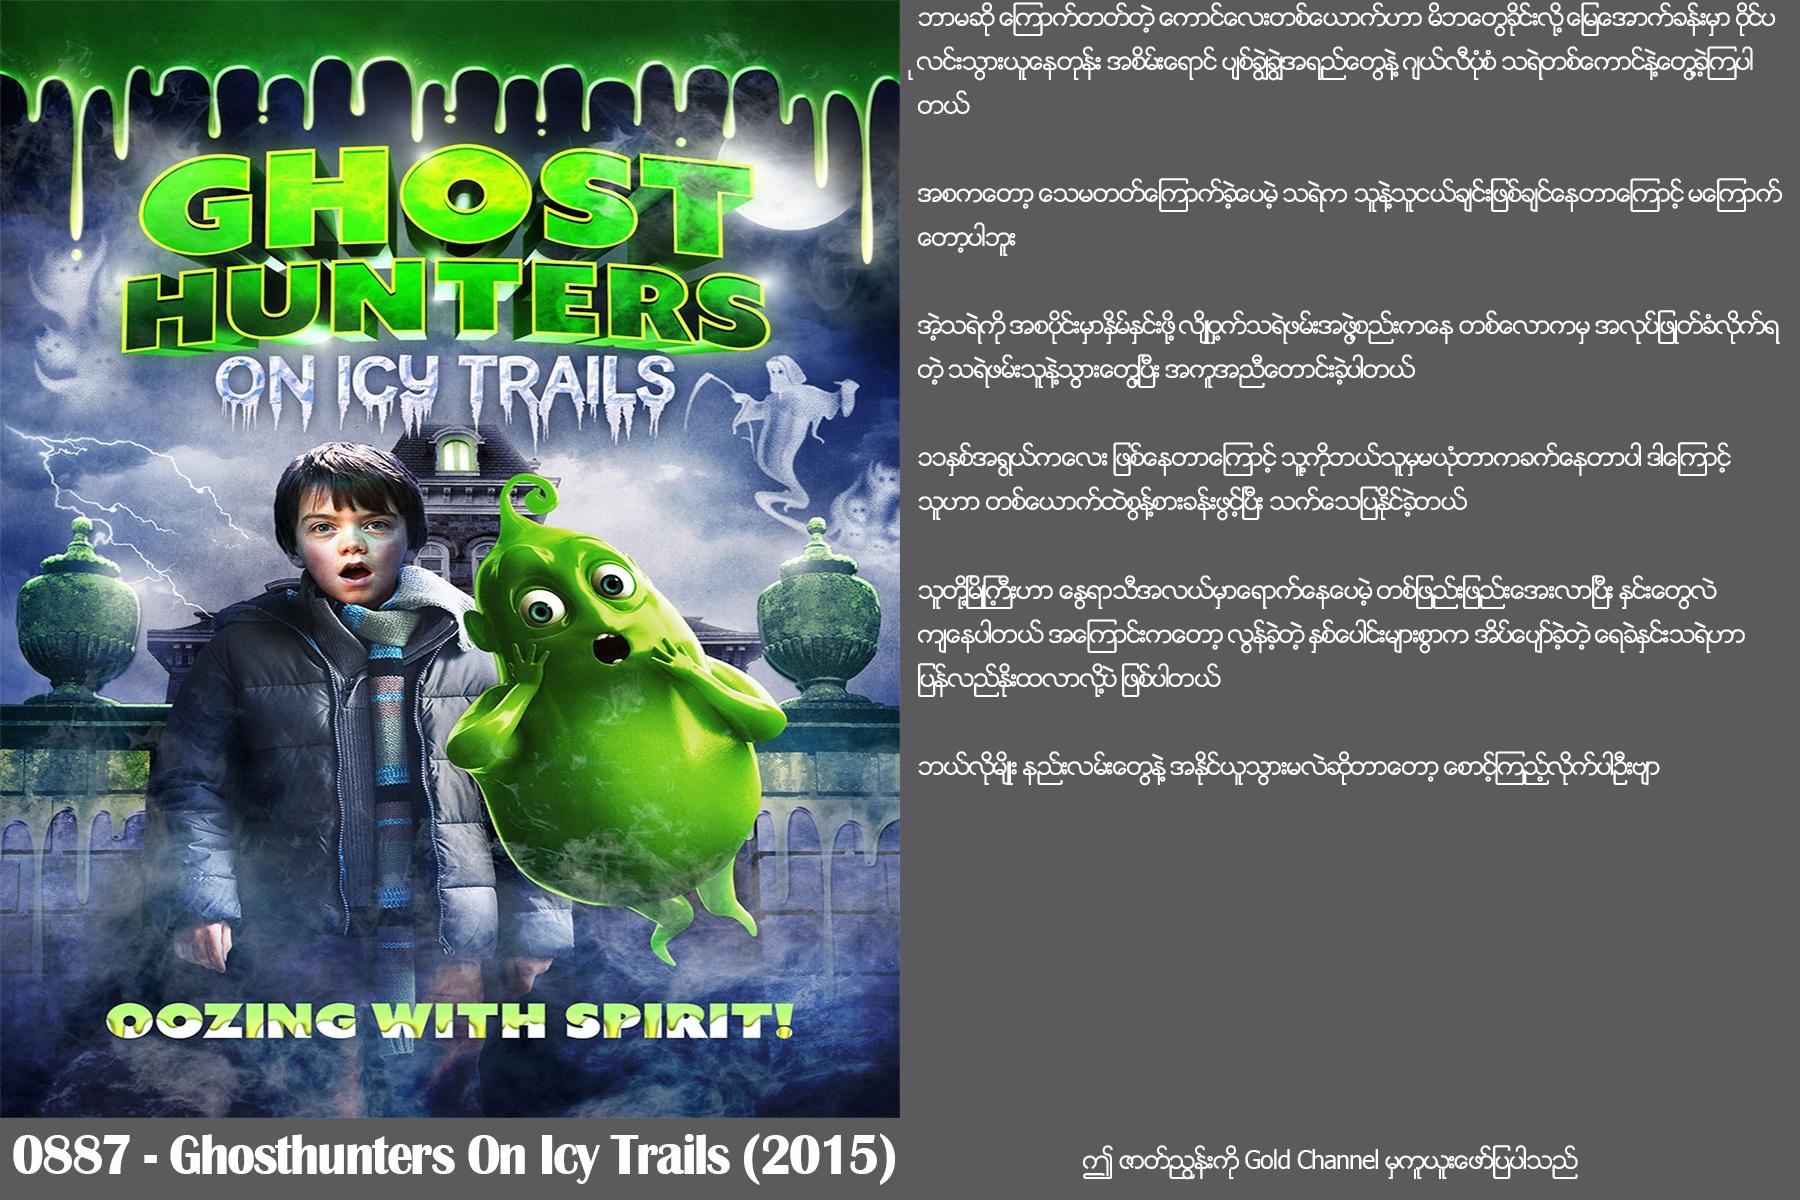 GHOST
HUNTERS
ON ICY TRAILS
OOZING WITH SPIRIT!
0887 - Ghosthunters On Icy Trails (2015)
ဘာမဆို ကြောက်တတ်တဲ့ ကောင်လေးတစ်ယောက်ဟာ မိဘတွေခိုင်းလို့ မြေအောက်ခန်းမှာ ဝိုင်ပ
ုလင်းသွားယူနေတုန်း အစိမ်းရောင် ပျစ်ချွဲချွဲအရည်တွေနဲ့ ဂျယ်လီပုံစံ သရဲတစ်ကောင်နဲ့တွေ့ခဲ့ကြပါ
တယ်
အစကတော့ သေမတတ်ကြောက်ခဲ့ပေမဲ့ သရဲက သူနဲ့သူငယ်ချင်းဖြစ်ချင်နေတာကြောင့် မကြောက်
တော့ပါဘူး
အဲ့သရဲကို အစပိုင်းမှာနှိမ်နှင်းဖို့ လျှို့ဝှက်သရဲဖမ်းအဖွဲ့စည်းကနေ တစ်လောကမှ အလုပ်ဖြုတ်ခံလိုက်ရ
တဲ့ သရဲဖမ်းသူနဲ့သွားတွေ့ပြီး အကူအညီတောင်းခဲ့ပါတယ်
၁၁နှစ်အရွယ်ကလေး ဖြစ်နေတာကြောင့် သူ့ကိုဘယ်သူမှမယုံတာကခက်နေတာပါ ဒါကြောင့်
သူဟာ တစ်ယောက်ထဲစွန့်စားခန်းဖွင့်ပြီး သက်သေပြနိုင်ခဲ့တယ်
သူတို့မြို့ကြီးဟာ နွေရာသီအလယ်မှာရောက်နေပေမဲ့ တစ်ဖြည်းဖြည်းအေးလာပြီး နှင်းတွေလဲ
ကျနေပါတယ် အကြောင်းကတော့ လွန်ခဲ့တဲ့ နှစ်ပေါင်းများစွာက အိပ်ပျော်ခဲ့တဲ့ ရေခဲနှင်းသရဲဟာ
ပြန်လည်နိုးထလာလို့ပဲ ဖြစ်ပါတယ်
ဘယ်လိုမျိုး နည်းလမ်းတွေနဲ့ အနိုင်ယူသွားမလဲဆိုတာတော့ စောင့်ကြည့်လိုက်ပါဦးဗျာ
ဤ ဇာတ်ညွှန်းကို Gold Channel မှကူယူးဖော်ပြပါသည်